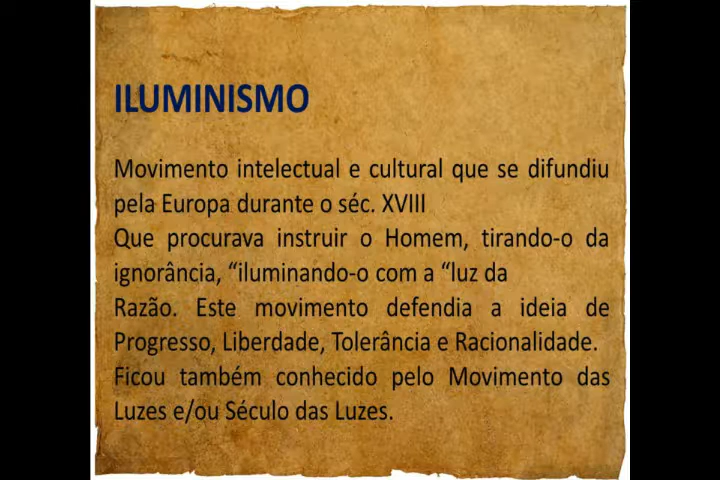 ILUMINISMO
Movimento intelectual e cultural que se difundiu
pela Europa durante o séc. XVIII
Que procurava instruir o Homem, tirando-o da
ignorância, “iluminando-o com a “luz da
Razão. Este movimento defendia a ideia de
Progresso, Liberdade, Tolerância e Racionalidade.
Ficou também conhecido pelo Movimento das
Luzes e/ou Século das Luzes.